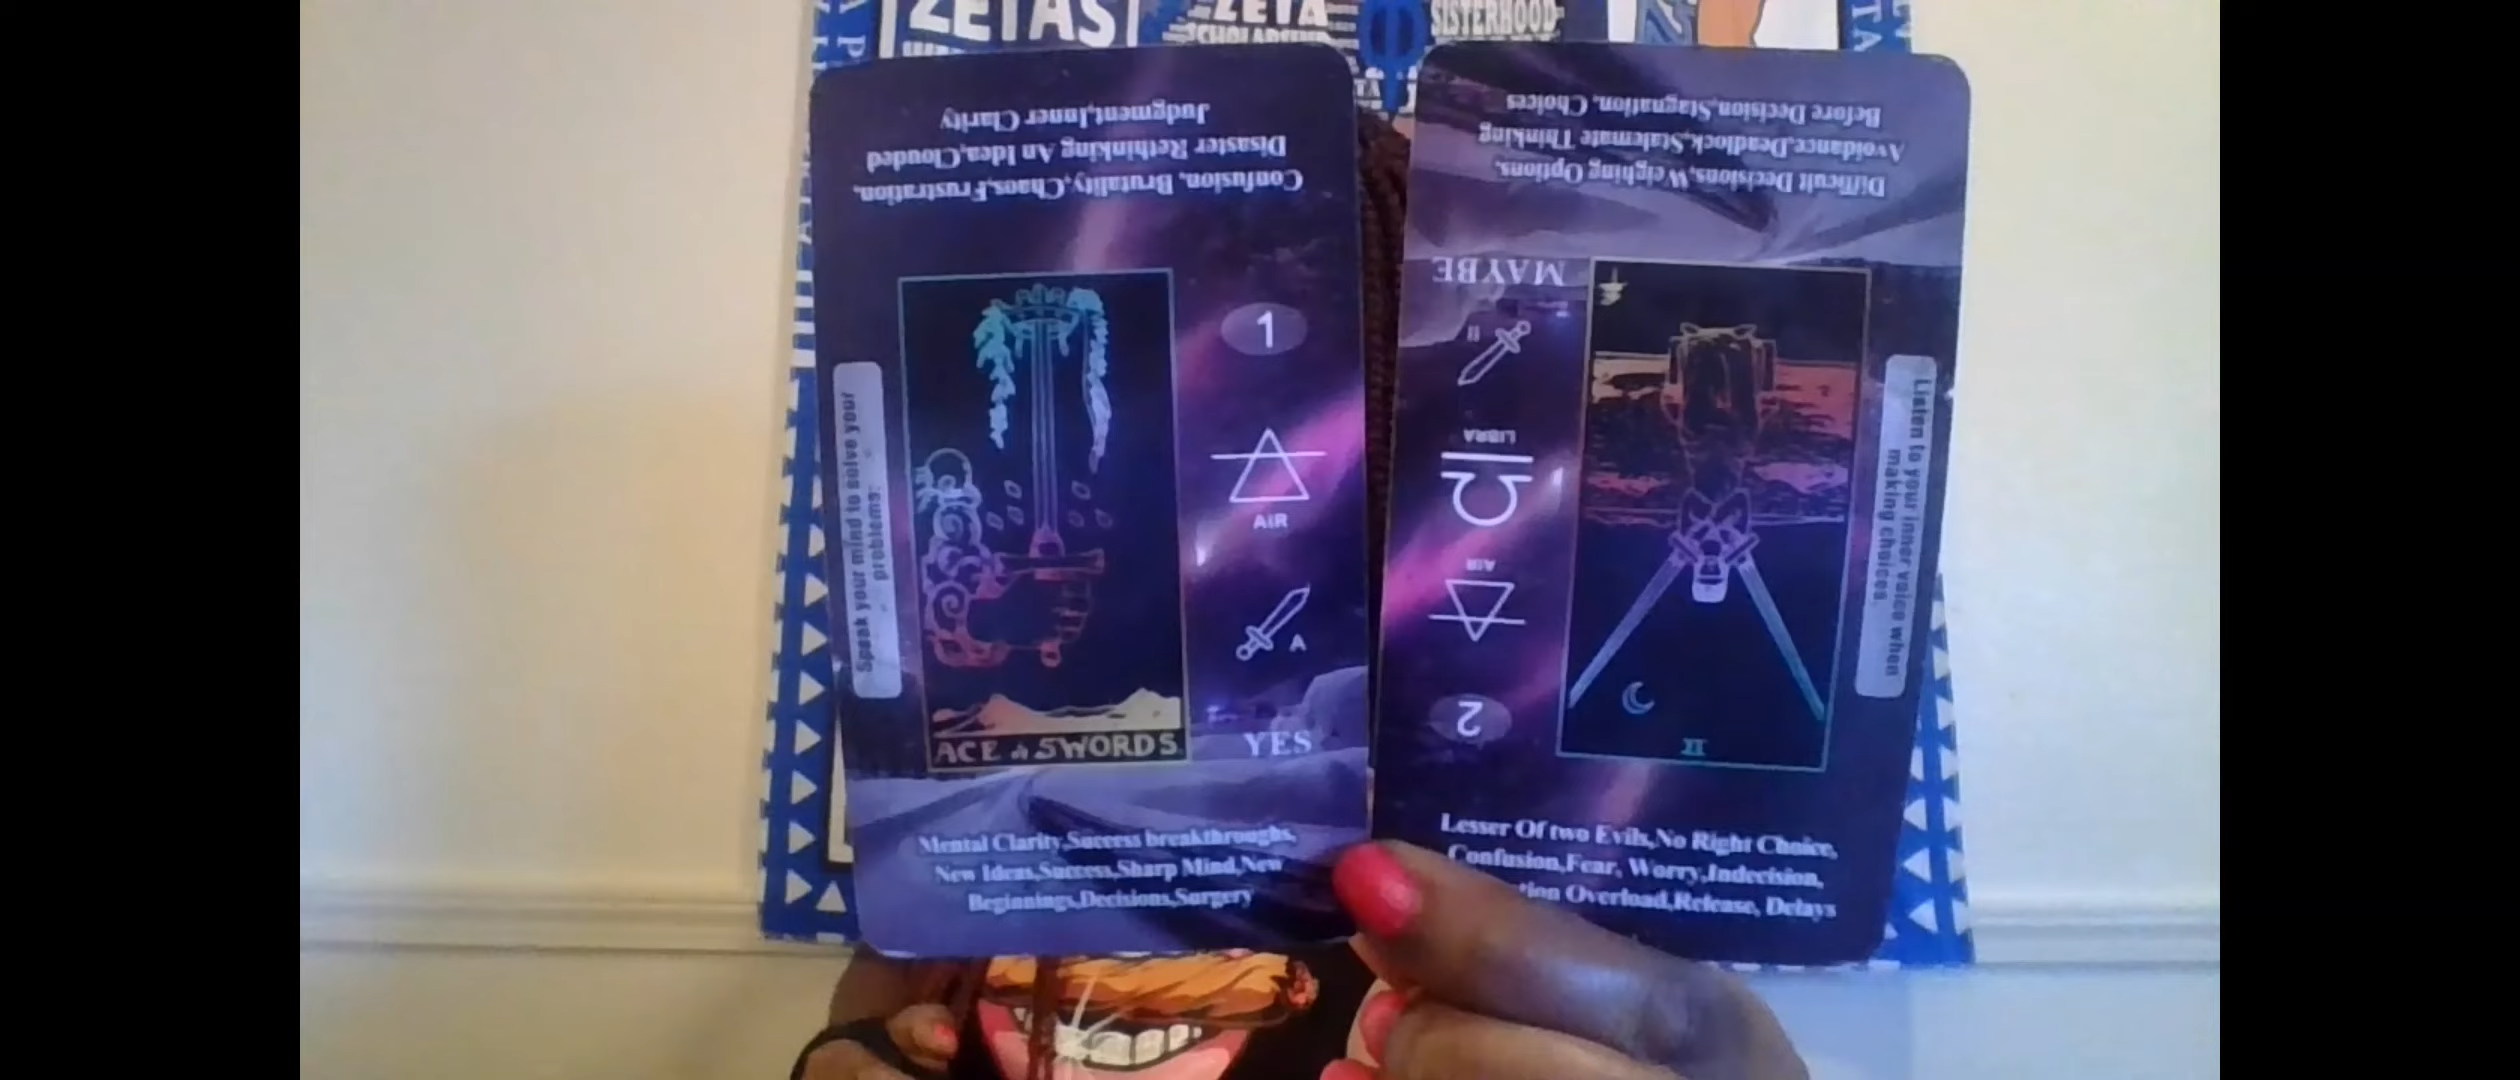 ZETAS
ZETA
SCHOLARSHIP
SISTERHOOD
Judgment,Inner Clarity
Disaster Rethinking An Idea,Clouded
Confusion, Brutality,Chaos,Frustration,
1
AIR
A
YES
ACE of SWORDS
Speak your mind to solve your
problems.
Mental Clarity,Success breakthroughs,
New Ideas,Success,Sharp Mind,New
Beginnings,Decisions,Surgery
Difficult Decisions,Weighing Options,
Avoidance,Deadlock,Stalemate Thinking
Before Decision,Stagnation, Choices
MAYBE
II
LIBRA
AIR
2
II
Listen to your inner voice when
making choices.
Lesser Of two Evils,No Right Choice,
Confusion,Fear, Worry,Indecision,
Overload,Release, Delays